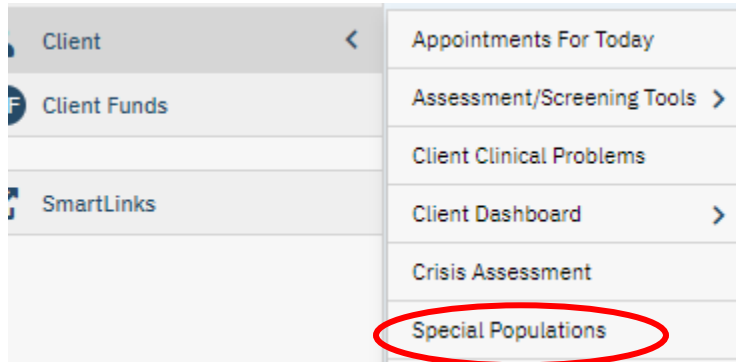 Client
Client Funds
SmartLinks
Appointments For Today
Assessment/Screening Tools
Client Clinical Problems
Client Dashboard
Crisis Assessment
Special Populations